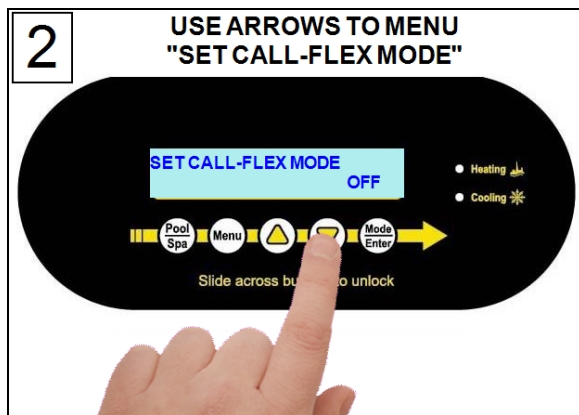 2
USE ARROWS TO MENU
"SET CALL-FLEX MODE"
SET CALL-FLEX MODE
OFF
Heating
Cooling
Pool
Spa
Menu
Mode
Enter
Slide across to unlock